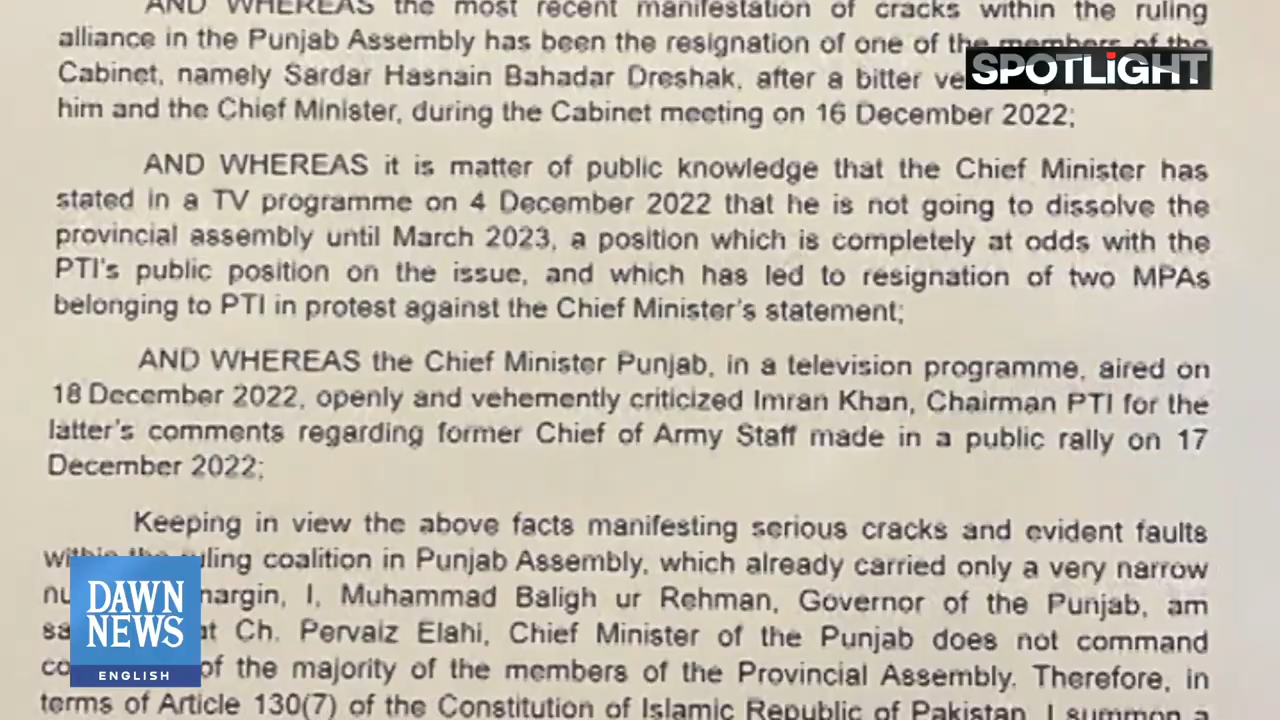 AND WHEREAS the most recent manifestation of cracks within the ruling
alliance in the Punjab Assembly has been the resignation of one of the members of the
Cabinet, namely Sardar Hasnain Bahadar Dreshak, after a bitter
him and the Chief Minister, during the Cabinet meeting on 16 December 2022;
SPOTLiGHT
AND WHEREAS it is matter of public knowledge that the Chief Minister has
stated in a TV programme on 4 December 2022 that he is not going to dissolve the
provincial assembly until March 2023, a position which is completely at odds with the
PTI's public position on the issue, and which has led to resignation of two MPAs
belonging to PTI in protest against the Chief Minister's statement;
AND WHEREAS the Chief Minister Punjab, in a television programme, aired on
18 December 2022, openly and vehemently criticized Imran Khan, Chairman PTI for the
latter's comments regarding former Chief of Army Staff made in a public rally on 17
December 2022;
Keeping in view the above facts manifesting serious cracks and evident faults
within the ruling coalition in Punjab Assembly, which already carried only a very narrow
margin, I, Muhammad Baligh ur Rehman, Governor of the Punjab, am
Ch. Pervaiz Elahi, Chief Minister of the Punjab does not command
of the majority of the members of the Provincial Assembly. Therefore, in
terms of Article 130(7) of the Constitution of Islamic Republic of Pakistan, I summon a
DAWN
NEWS
ENGLISH